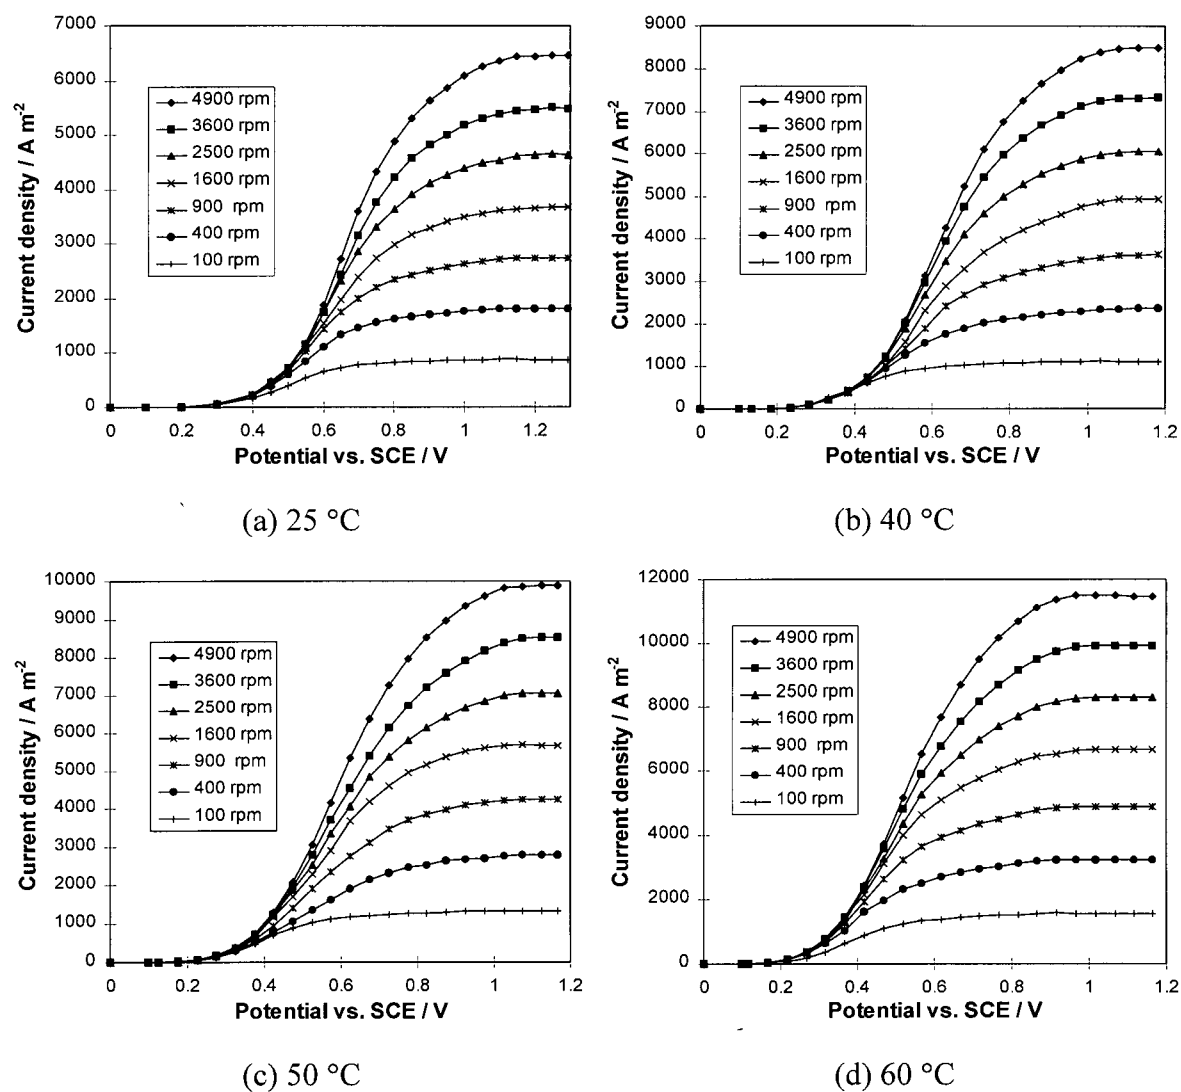 7000
6000
5000
4000
3000
2000
1000
0
Current density / A m-2
4900 rpm
3600 rpm
2500 rpm
1600 rpm
900 rpm
400 rpm
100 rpm
0 0.2 0.4 0.6 0.8 1 1.2
Potential vs. SCE / V
(a) 25 °C
9000
8000
7000
6000
5000
4000
3000
2000
1000
0
Current density / A m-2
4900 rpm
3600 rpm
2500 rpm
1600 rpm
900 rpm
400 rpm
100 rpm
0 0.2 0.4 0.6 0.8 1 1.2
Potential vs. SCE / V
(b) 40 °C
10000
9000
8000
7000
6000
5000
4000
3000
2000
1000
0
Current density / A m-2
4900 rpm
3600 rpm
2500 rpm
1600 rpm
900 rpm
400 rpm
100 rpm
0 0.2 0.4 0.6 0.8 1 1.2
Potential vs. SCE / V
(c) 50 °C
12000
10000
8000
6000
4000
2000
0
Current density / A m-2
4900 rpm
3600 rpm
2500 rpm
1600 rpm
900 rpm
400 rpm
100 rpm
0 0.2 0.4 0.6 0.8 1 1.2
Potential vs. SCE / V
(d) 60 °C